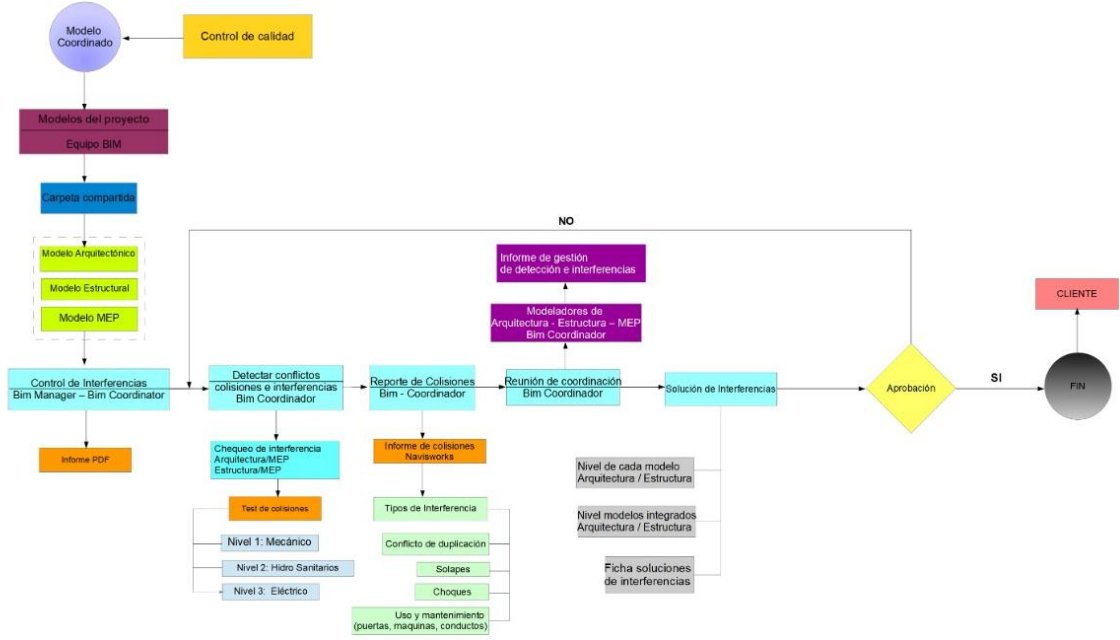 Modelo
Coordinado
Control de calidad
Modelos del proyecto
Equipo BIM
Carpeta compartida
Modelo Arquitectónico
Modelo Estructural
Modelo MEP
Control de Interferencias
Bim Manager – Bim Coordinator
Informe PDF
NO
Detectar conflictos
colisiones e interferencias
Bim Coordinador
Chequeo de interferencia
Arquitectura/MEP
Estructura/MEP
Test de colisiones
Nivel 1: Mecánico
Nivel 2: Hidro Sanitarios
Nivel 3: Eléctrico
Reporte de Colisiones
Bim - Coordinador
Informe de colisiones
Navisworks
Tipos de Interferencia
Conflicto de duplicación
Solapes
Choques
Uso y mantenimiento
(puertas, maquinas, conductos)
Informe de gestión
de detección e interferencias
Modeladores de
Arquitectura - Estructura – MEP
Bim Coordinador
Reunión de coordinación
Bim Coordinador
Solución de Interferencias
Nivel de cada modelo
Arquitectura / Estructura
Nivel modelos integrados
Arquitectura / Estructura
Ficha soluciones
de interferencias
Aprobación
SI
FIN
CLIENTE